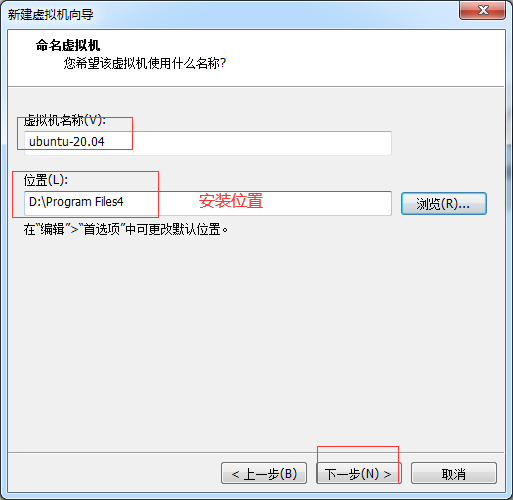 新建虚拟机向导
命名虚拟机
您希望该虚拟机使用什么名称?
虚拟机名称(V):
ubuntu-20.04
位置(L):
D:\Program Files4
安装位置
浏览(R)...
在“编辑”>“首选项”中可更改默认位置。
< 上一步(B)
下一步(N) >
取消